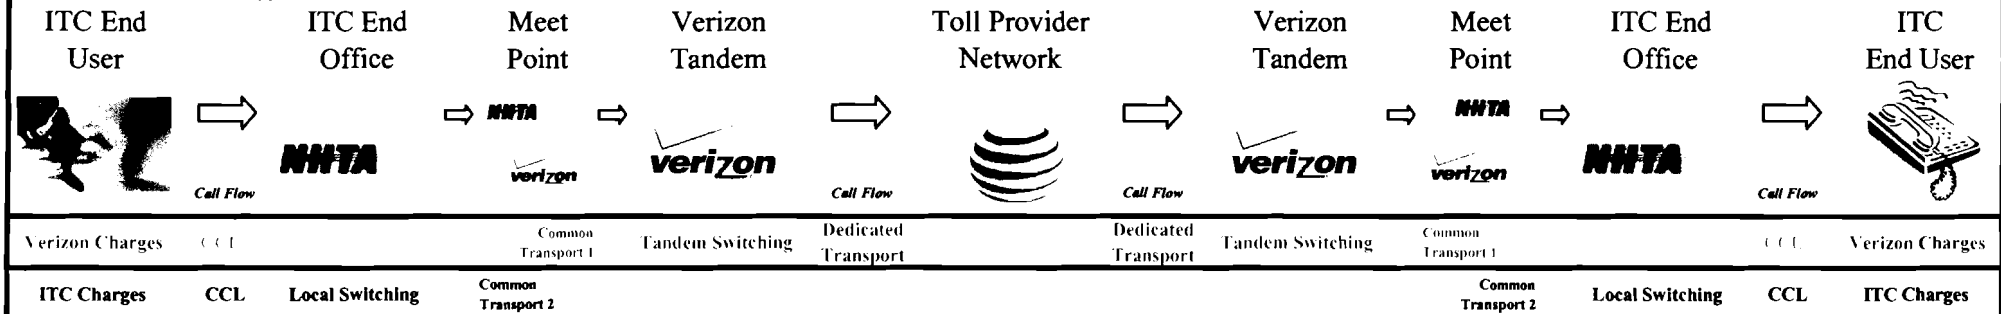 ITC End
User
ITC End
Office
Meet
Point
Verizon
Tandem
Toll Provider
Network
Verizon
Tandem
Meet
Point
ITC End
Office
ITC
End User
NHTA
NHTA
NHTA
NHTA
verizon
verizon
verizon
verizon
Call Flow
Call Flow
Call Flow
Call Flow
Verizon Charges
CCL
Common
Transport 1
Tandem Switching
Dedicated
Transport
Dedicated
Transport
Tandem Switching
Common
Transport 1
CCL
Verizon Charges
ITC Charges
CCL
Local Switching
Common
Transport 2
Common
Transport 2
Local Switching
CCL
ITC Charges